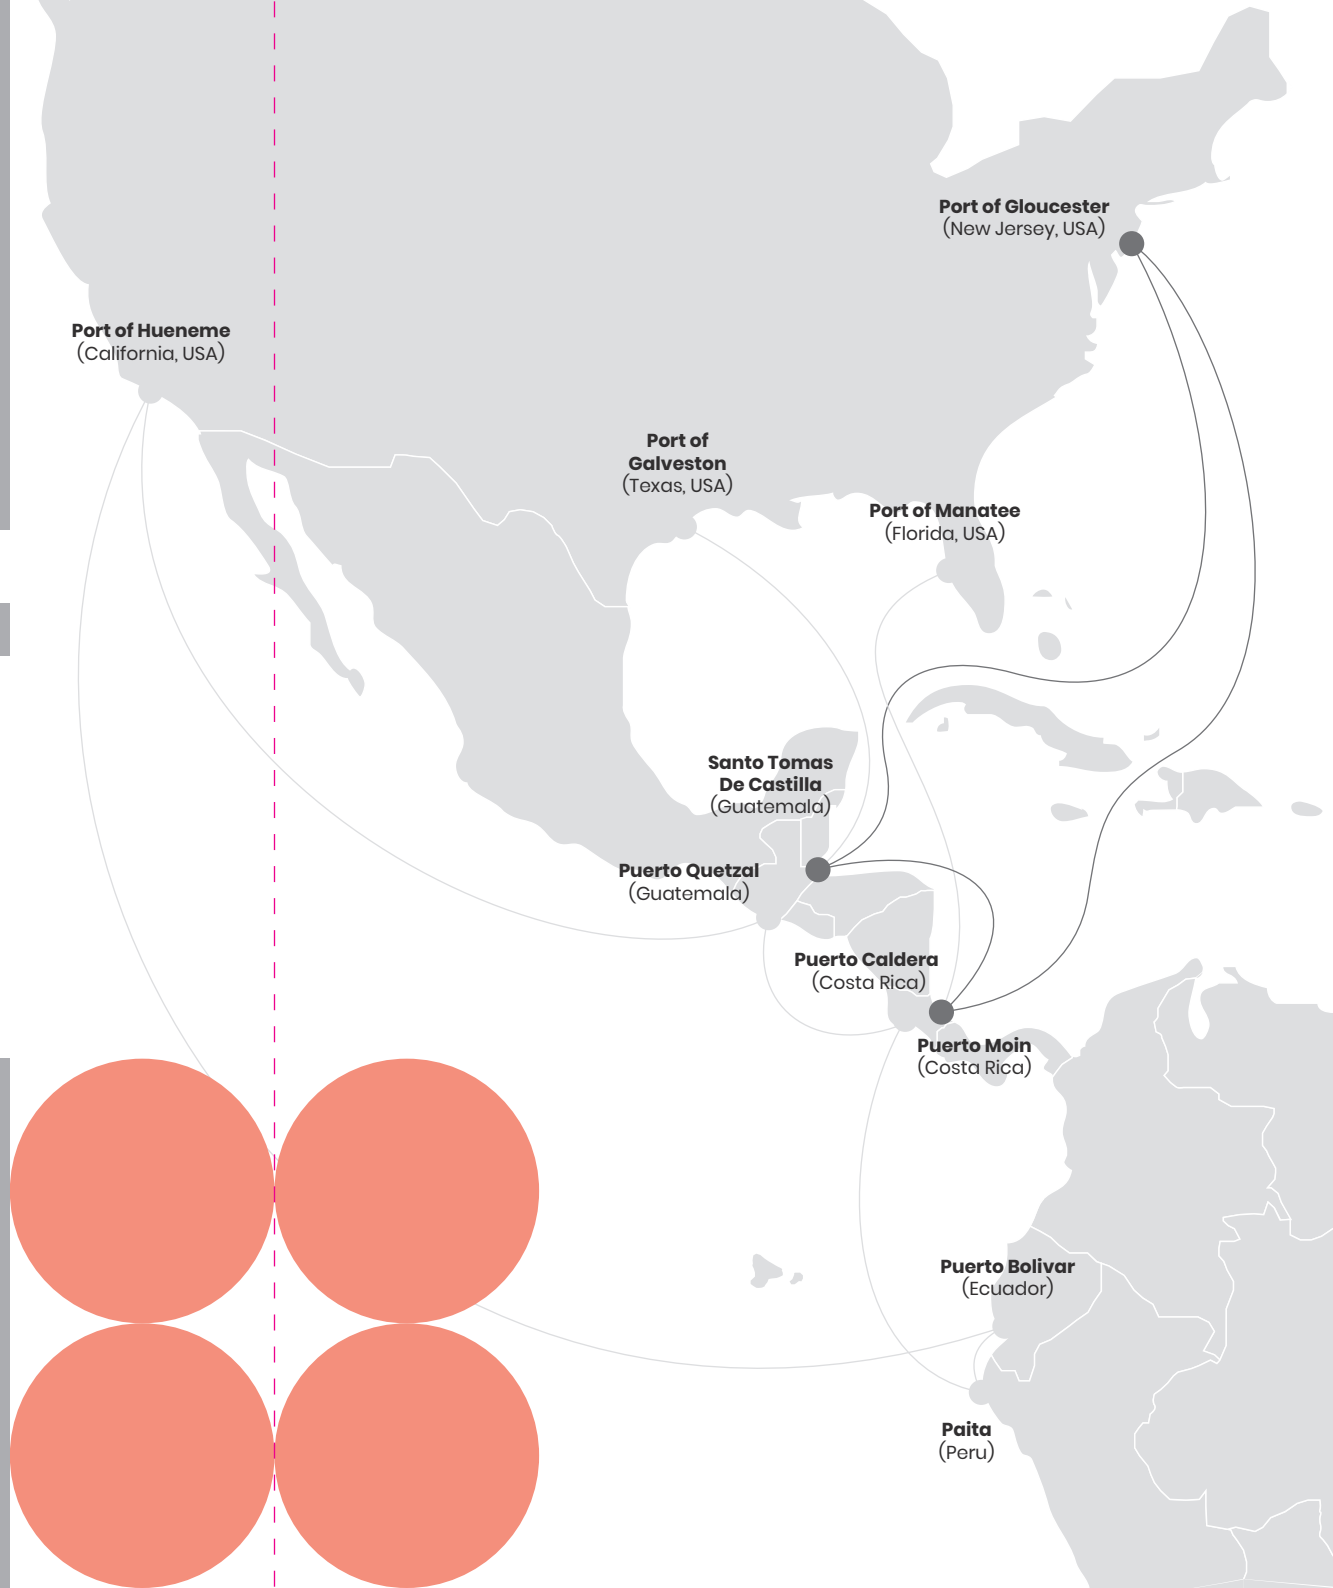 Port of Gloucester
(New Jersey, USA)
Port of Hueneme
(California, USA)
Port of
Galveston
(Texas, USA)
Port of Manatee
(Florida, USA)
Santo Tomas
De Castilla
(Guatemala)
Puerto Quetzal
(Guatemala)
Puerto Caldera
(Costa Rica)
Puerto Moin
(Costa Rica)
Puerto Bolivar
(Ecuador)
Paita
(Peru)